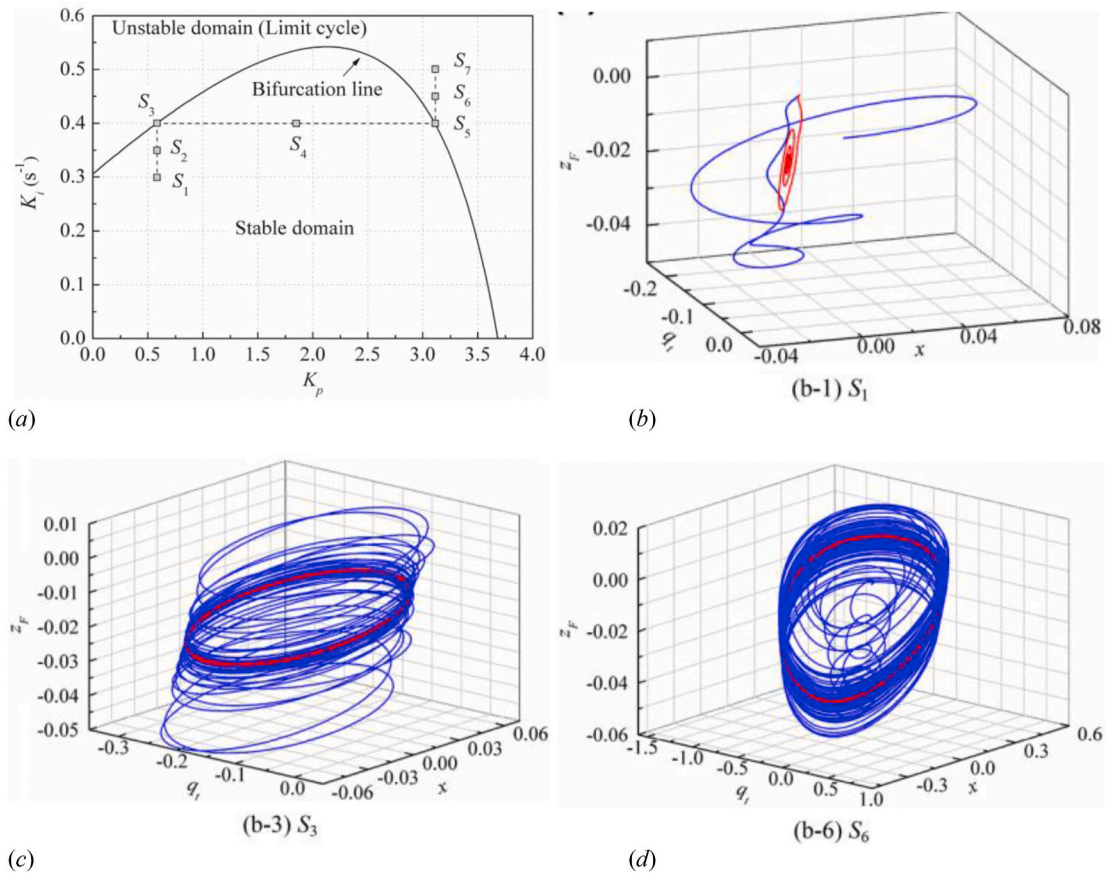 0.6
Unstable domain (Limit cycle)
0.5
S7
Bifurcation line
S6
S3
0.4
S5
S2
S4
0.3
S1
Ki (s-1)
0.2
Stable domain
0.1
0.0
0.0 0.5 1.0 1.5 2.0 2.5 3.0 3.5 4.0
Kp
(a)
0.00
-0.02
zF
-0.04
-0.2
-0.1
qt
0.0
-0.04 0.00 x 0.04 0.08
(b-1) S1
(b)
0.01
0.00
-0.01
zF
-0.02
-0.03
-0.04
-0.05
-0.3 -0.2 -0.1 0.0
qt
-0.06 -0.03 0.00 0.03 0.06
x
(b-3) S3
(c)
0.02
0.00
zF
-0.02
-0.04
-0.06
-1.5 -1.0 -0.5 0.0 0.5 1.0
qt
-0.3 0.0 0.3 0.6
x
(b-6) S6
(d)